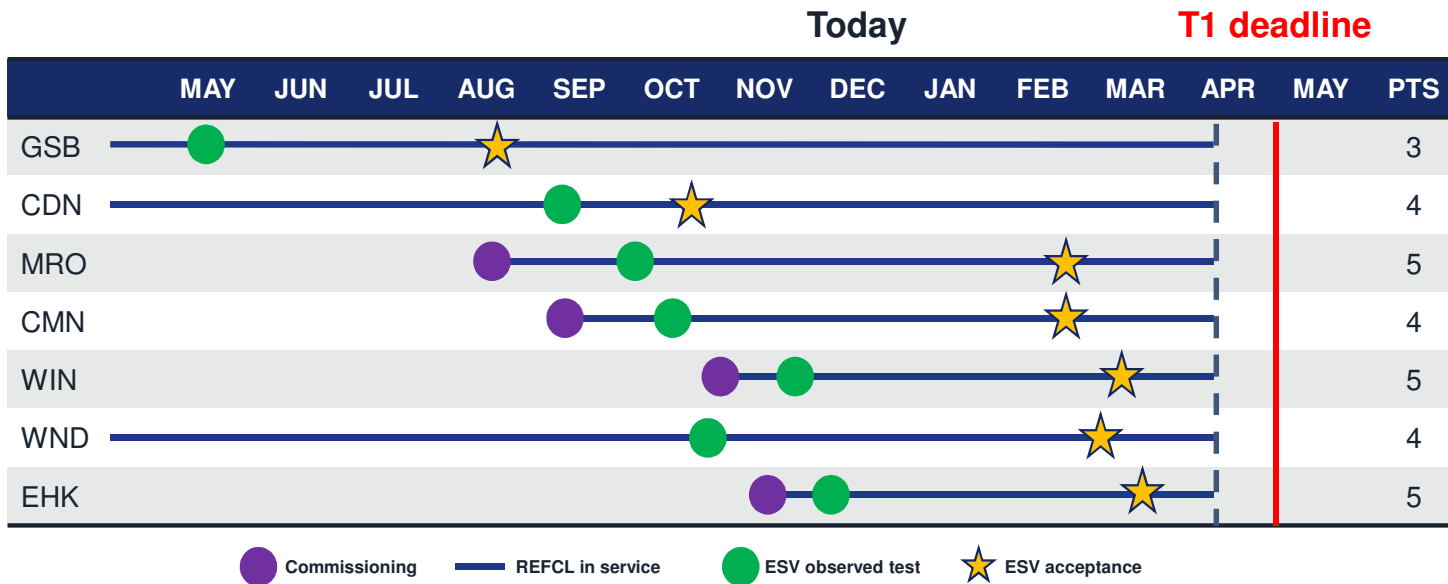 Today T1 deadline
MAY JUN JUL AUG SEP OCT NOV DEC JAN FEB MAR APR MAY PTS
GSB 3
CDN 4
MRO 5
CMN 4
WIN 5
WND 4
EHK 5
Commissioning REFCL in service ESV observed test ESV acceptance